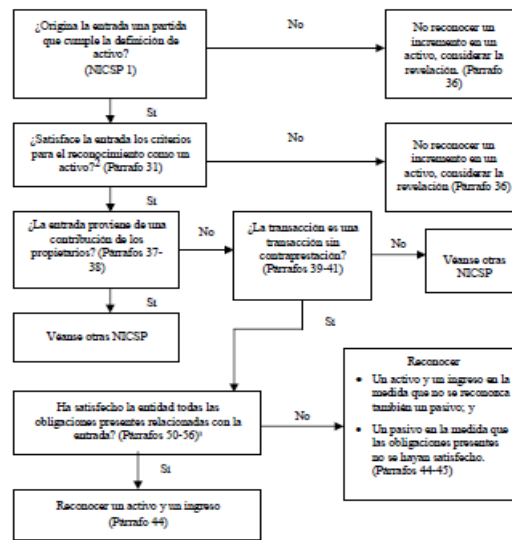 ¿Origina la entrada una partida
que cumple la definición de
activo?
(NICSP 1)
No
No reconocer un
incremento en un
activo, considerar la
revelación. (Párrafo
36)
Si
¿Satisface la entrada los criterios
para el reconocimiento como un
activo?² (Párrafo 31)
No
No reconocer un
incremento en un
activo, considerar la
revelación (Párrafo 36)
Si
¿La entrada proviene de una
contribución de los
propietarios? (Párrafos 37-
38)
No
¿La transacción es una
transacción sin
contraprestación?
(Párrafos 39-41)
No
Véanse otras
NICSP
Si
Véanse otras NICSP
Si
Ha satisfecho la entidad todas las
obligaciones presentes relacionadas con la
entrada? (Párrafos 50-56)³
No
Reconocer
• Un activo y un ingreso en la
medida que no se reconozca
también un pasivo; y
• Un pasivo en la medida que
las obligaciones presentes
no se hayan satisfecho.
(Párrafos 44-45)
Si
Reconocer un activo y un ingreso
(Párrafo 44)